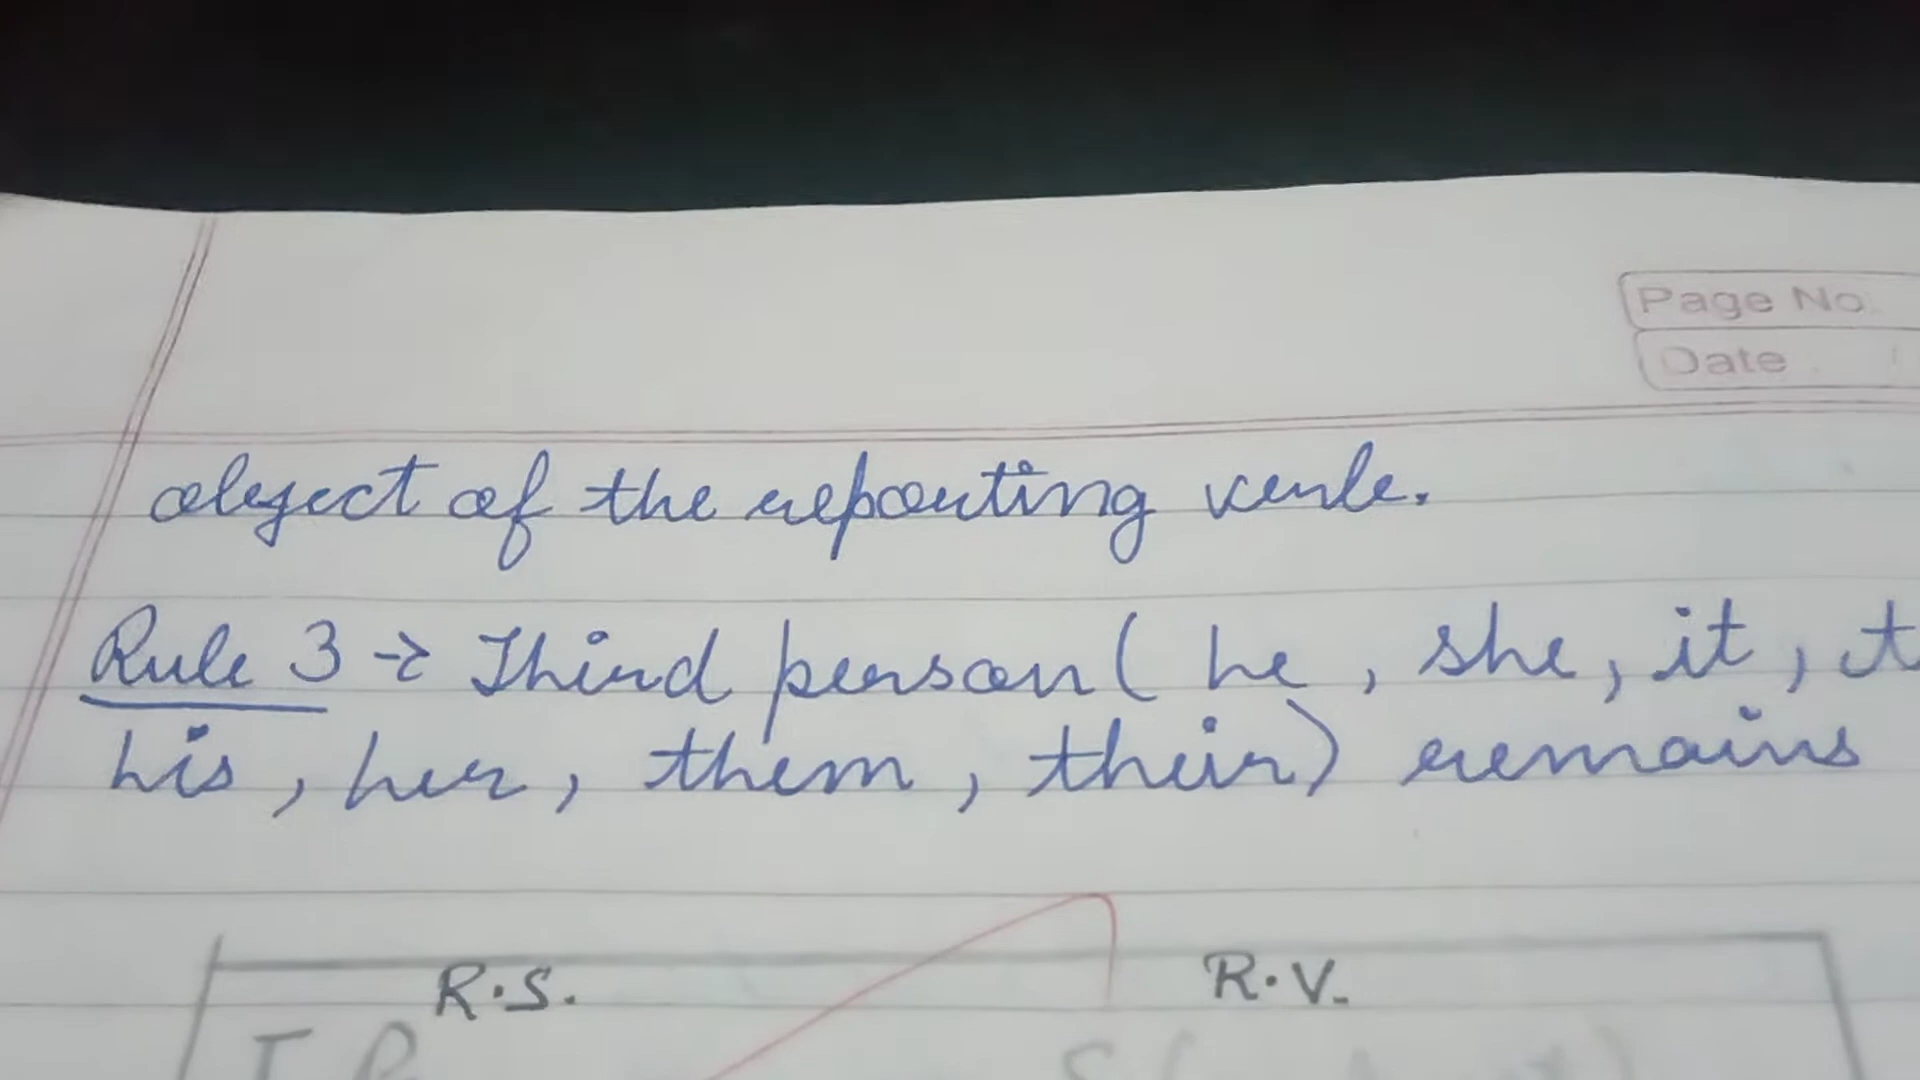 Page No.
Date
object of the reporting verb.
Rule 3 → Third person ( he , she, it , t
his , her , them , their) remains
R.S. R.V.